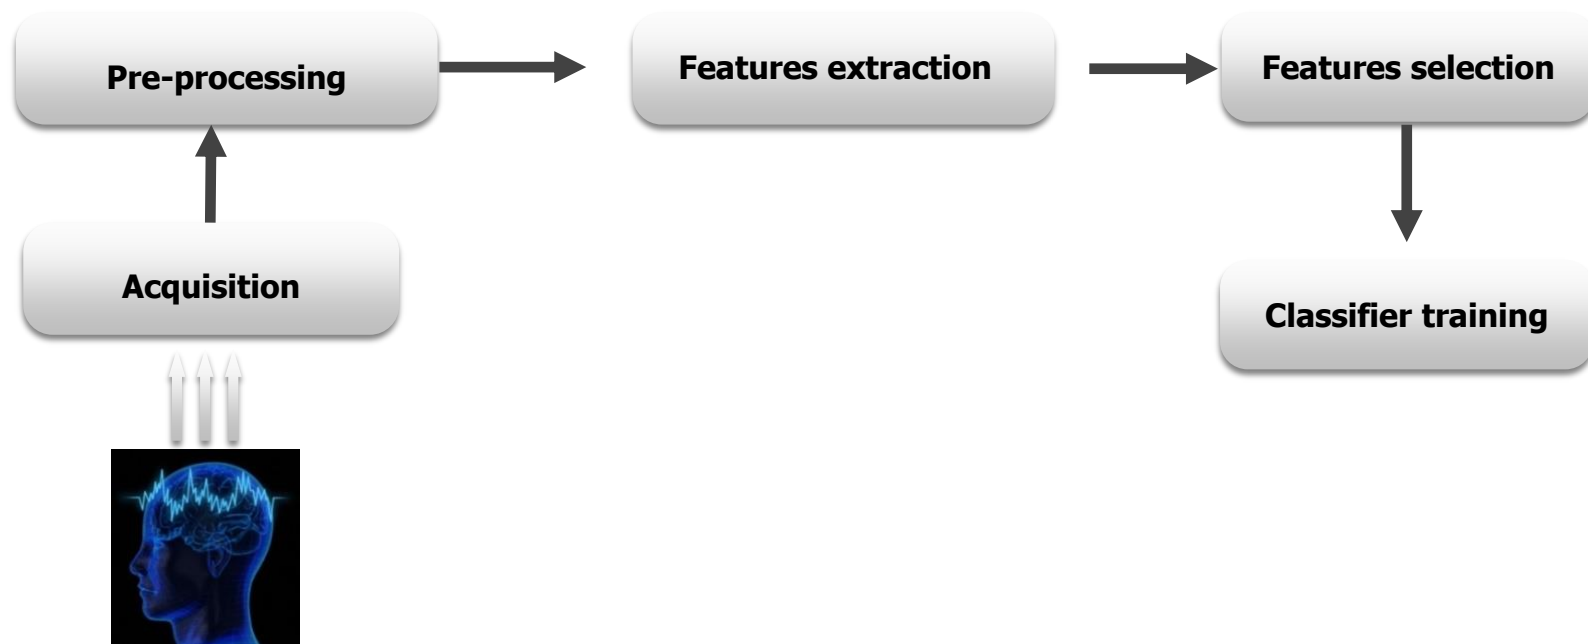 Pre-processing
Features extraction
Features selection
Acquisition
Classifier training